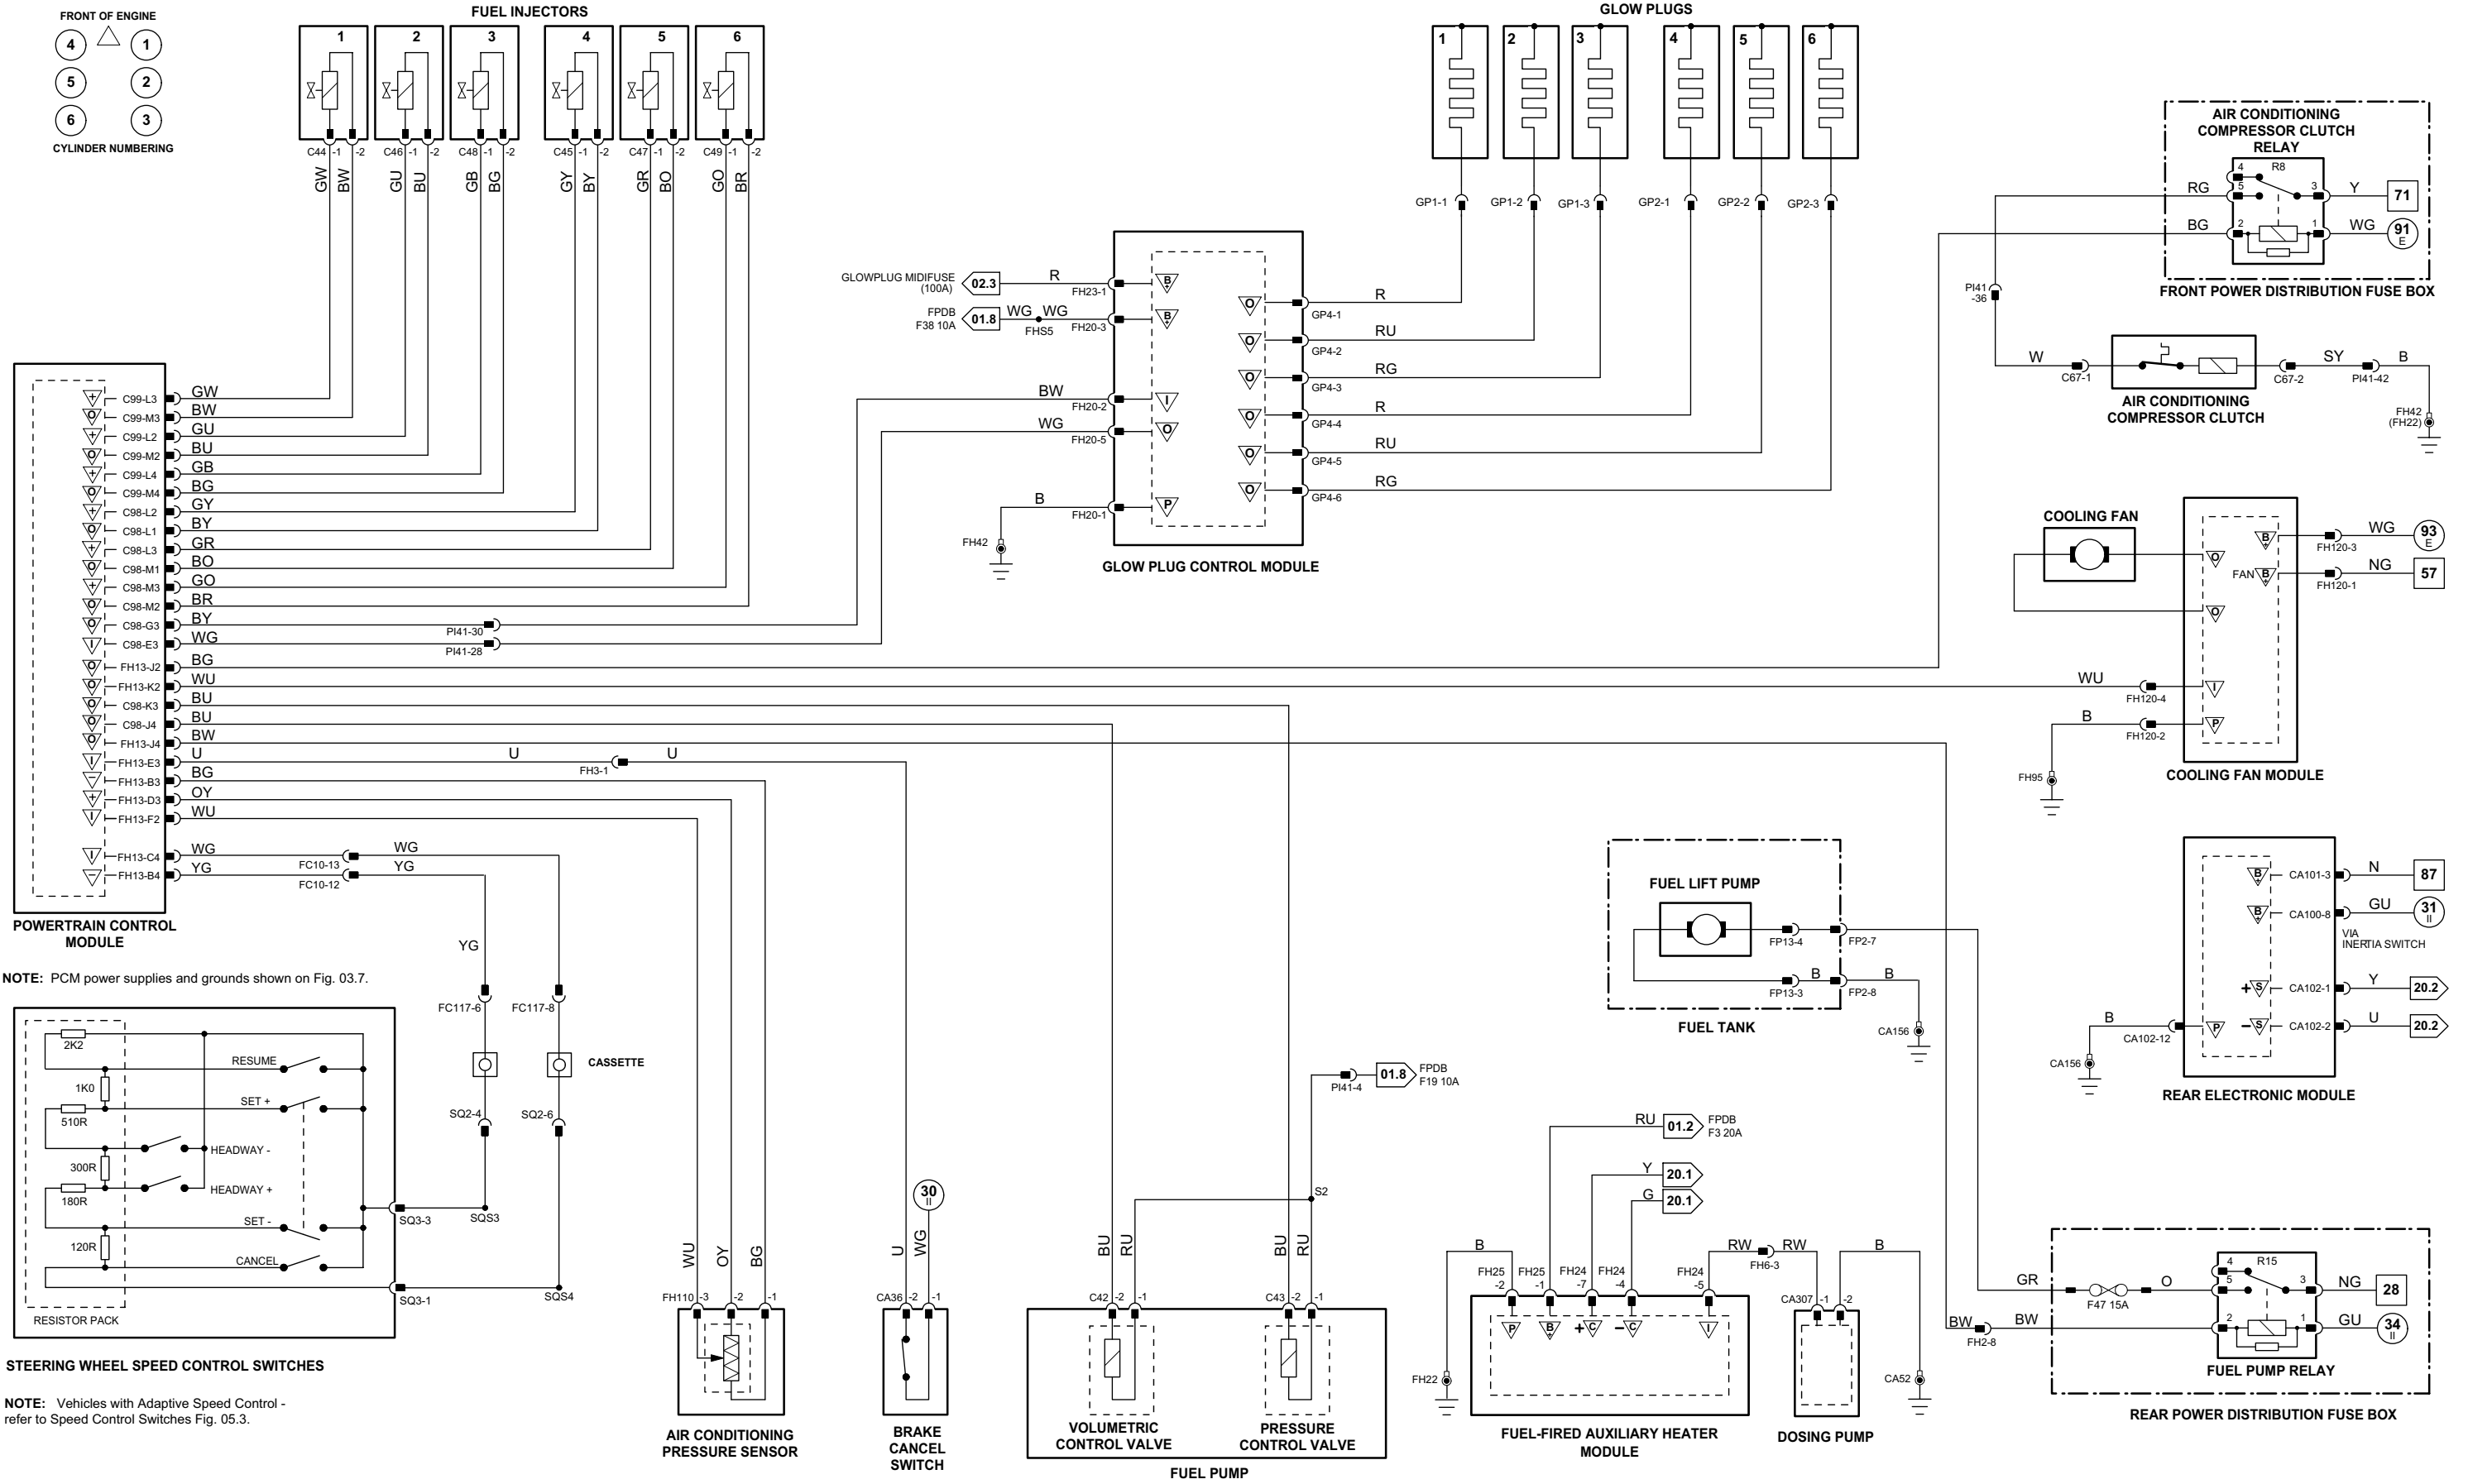 FRONT OF ENGINE
4 1
5 2
6 3
CYLINDER NUMBERING
FUEL INJECTORS
1 2 3 4 5 6
C44 -1 -2 C46 -1 -2 C48 -1 -2 C45 -1 -2 C47 -1 -2 C49 -1 -2
GW BW GU BU GB BG GY BY GR BO GO BR
GLOW PLUGS
1 2 3 4 5 6
GP1-1 GP1-2 GP1-3 GP2-1 GP2-2 GP2-3
GLOWPLUG MIDIFUSE
(100A)
02.3 R FH23-1 B+
FPDB
F38 10A
01.8 WG WG FHS5 FH20-3 B+
BW FH20-2 I
WG FH20-5 O
B FH20-1 P
FH42
O GP4-1 R
O GP4-2 RU
O GP4-3 RG
O GP4-4 R
O GP4-5 RU
O GP4-6 RG
GLOW PLUG CONTROL MODULE
AIR CONDITIONING
COMPRESSOR CLUTCH
RELAY
R8
4
RG 5 3 Y 71
BG 2 1 WG 91 E
FRONT POWER DISTRIBUTION FUSE BOX
PI41
-36
W C67-1 C67-2 SY PI41-42 B
AIR CONDITIONING
COMPRESSOR CLUTCH
FH42
(FH22)
COOLING FAN
O
O
B+ FH120-3 WG 93 E
FAN B+ FH120-1 NG 57
WU FH120-4 I
B FH120-2 P
FH95
COOLING FAN MODULE
+ C99-L3 GW
O C99-M3 BW
+ C99-L2 GU
O C99-M2 BU
+ C99-L4 GB
O C99-M4 BG
+ C98-L2 GY
O C98-L1 BY
+ C98-L3 GR
O C98-M1 BO
+ C98-M3 GO
O C98-M2 BR
O C98-G3 BY PI41-30
I C98-E3 WG PI41-28
O FH13-J2 BG
O FH13-K2 WU
O C98-K3 BU
O C98-J4 BU
O FH13-J4 BW
I FH13-E3 U U FH3-1 U
− FH13-B3 BG
+ FH13-D3 OY
I FH13-F2 WU
I FH13-C4 WG FC10-13 WG
− FH13-B4 YG FC10-12 YG
POWERTRAIN CONTROL
MODULE
NOTE: PCM power supplies and grounds shown on Fig. 03.7.
YG
FC117-6 FC117-8
CASSETTE
SQ2-4 SQ2-6
2K2
RESUME
1K0
SET +
510R
HEADWAY -
300R
HEADWAY +
180R
SET -
120R
CANCEL
SQ3-3 SQS3
SQ3-1 SQS4
RESISTOR PACK
STEERING WHEEL SPEED CONTROL SWITCHES
NOTE: Vehicles with Adaptive Speed Control -
refer to Speed Control Switches Fig. 05.3.
WU OY BG
FH110 -3 -2 -1
AIR CONDITIONING
PRESSURE SENSOR
30 II
U WG
CA36 -2 -1
BRAKE
CANCEL
SWITCH
PI41-4 01.8 FPDB
F19 10A
S2
BU RU BU RU
C42 -2 -1 C43 -2 -1
VOLUMETRIC
CONTROL VALVE
PRESSURE
CONTROL VALVE
FUEL PUMP
FUEL LIFT PUMP
FP13-4 FP2-7
FP13-3 B FP2-8 B
CA156
FUEL TANK
RU 01.2 FPDB
F3 20A
Y 20.1
G 20.1
B
FH25 -2 FH25 -1 FH24 -7 FH24 -4 FH24 -5
P B+ +C −C I
FH22
RW FH6-3 RW B
CA307 -1 -2
CA52
FUEL-FIRED AUXILIARY HEATER
MODULE
DOSING PUMP
B+ CA101-3 N 87
B+ CA100-8 GU 31 II
VIA
INERTIA SWITCH
+S CA102-1 Y 20.2
−S CA102-2 U 20.2
B CA102-12 P
CA156
REAR ELECTRONIC MODULE
R15
4
GR F47 15A O 5 3 NG 28
BW FH2-8 BW 2 1 GU 34 II
FUEL PUMP RELAY
REAR POWER DISTRIBUTION FUSE BOX